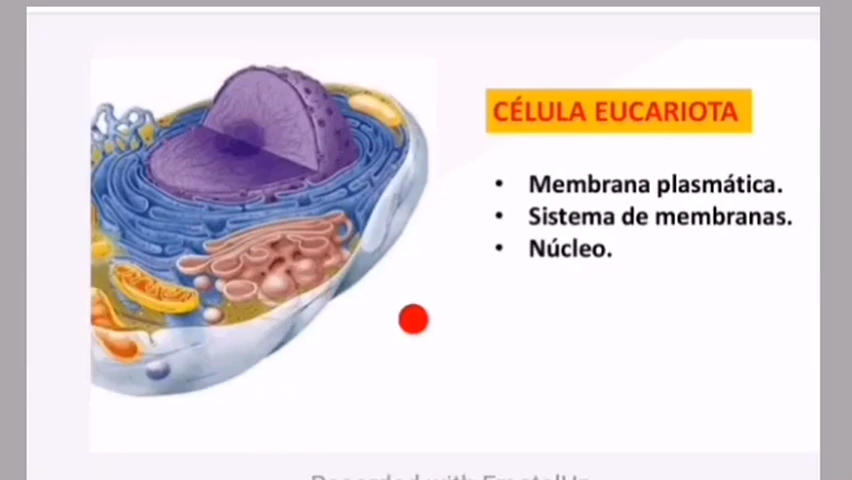 CÉLULA EUCARIOTA
• Membrana plasmática.
• Sistema de membranas.
• Núcleo.